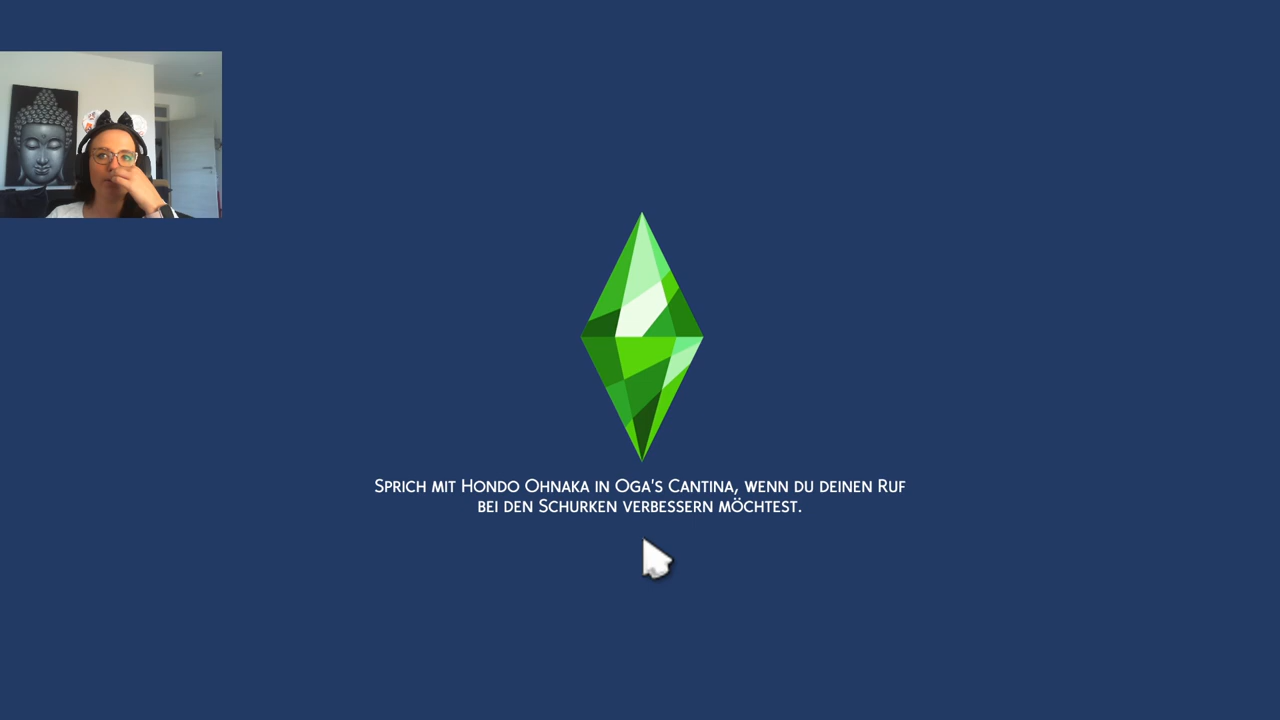 Sprich mit Hondo Ohnaka in Oga's Cantina, wenn du deinen Ruf
bei den Schurken verbessern möchtest.